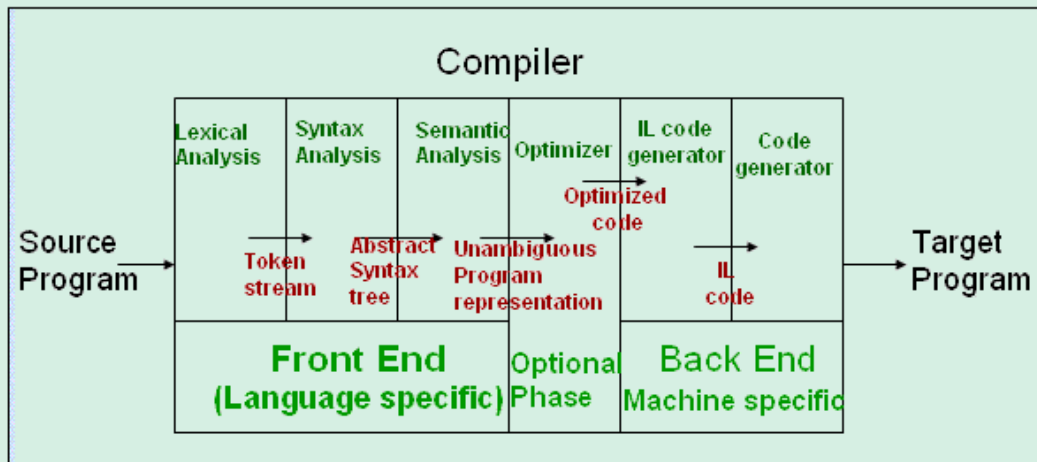 Compiler
Lexical
Analysis
Syntax
Analysis
Semantic
Analysis
Optimizer
IL code
generator
Code
generator
Optimized
code
Source
Program
Token
stream
Abstract
Syntax
tree
Unambiguous
Program
representation
IL
code
Target
Program
Front End
(Language specific)
Optional
Phase
Back End
Machine specific